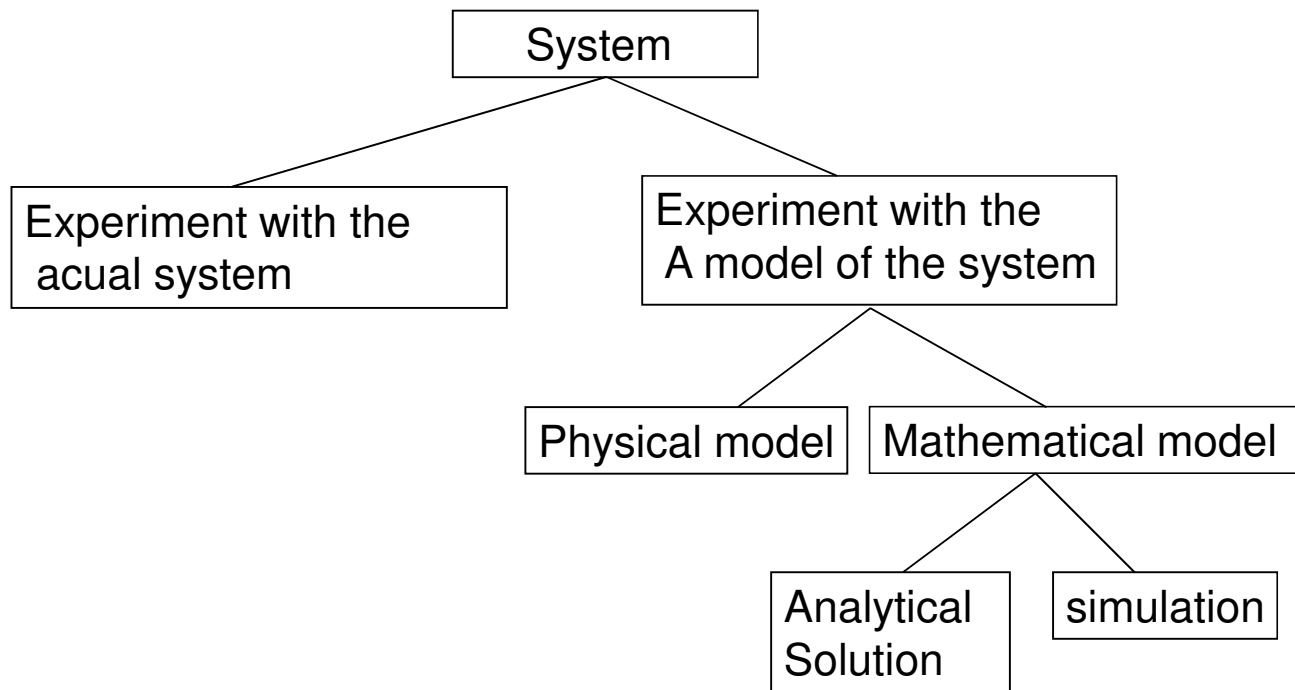 System
Experiment with the
acual system
Experiment with the
A model of the system
Physical model
Mathematical model
Analytical
Solution
simulation